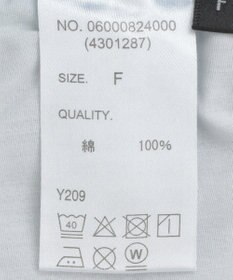 NO. 06000824000
(4301287)
SIZE. F
QUALITY.
綿 100%
Y209
40
W
F